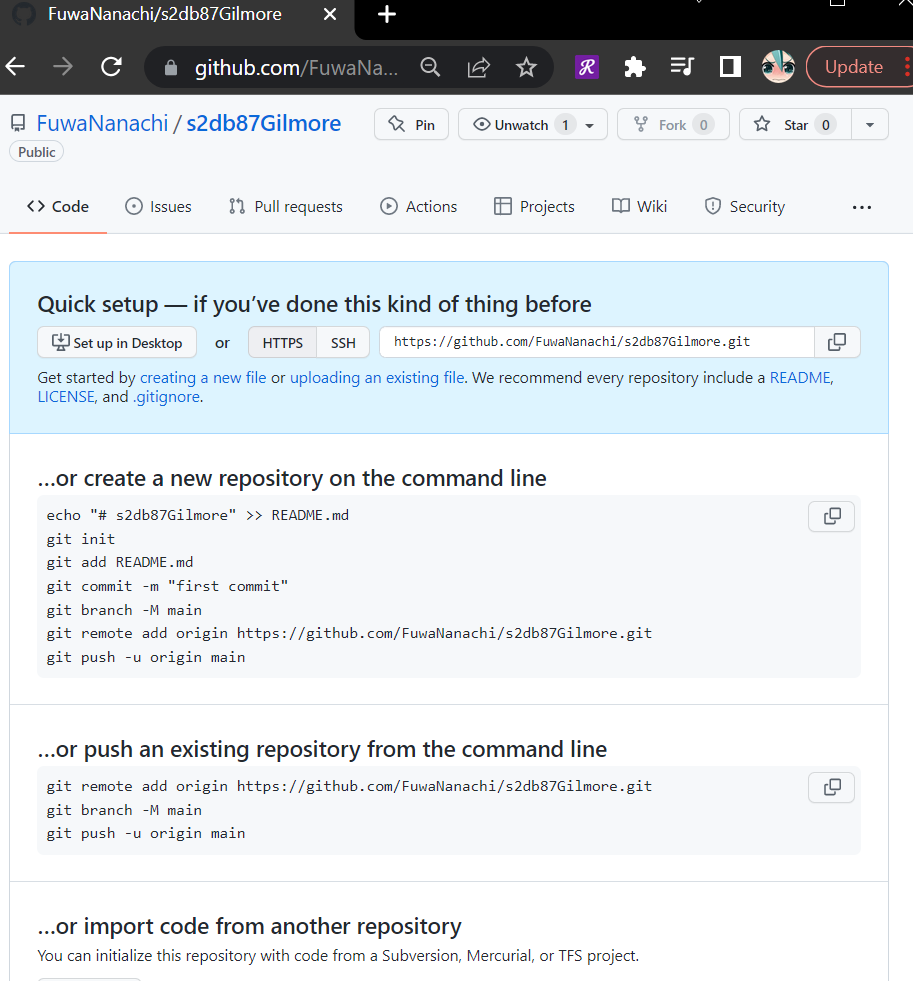 FuwaNanachi/s2db87Gilmore
github.com/FuwaNa... Update
FuwaNanachi / s2db87Gilmore Pin Unwatch 1 Fork 0 Star 0
Public
Code Issues Pull requests Actions Projects Wiki Security
Quick setup — if you’ve done this kind of thing before
Set up in Desktop or HTTPS SSH https://github.com/FuwaNanachi/s2db87Gilmore.git
Get started by creating a new file or uploading an existing file. We recommend every repository include a README,
LICENSE, and .gitignore.
…or create a new repository on the command line
echo "# s2db87Gilmore" >> README.md
git init
git add README.md
git commit -m "first commit"
git branch -M main
git remote add origin https://github.com/FuwaNanachi/s2db87Gilmore.git
git push -u origin main
…or push an existing repository from the command line
git remote add origin https://github.com/FuwaNanachi/s2db87Gilmore.git
git branch -M main
git push -u origin main
…or import code from another repository
You can initialize this repository with code from a Subversion, Mercurial, or TFS project.